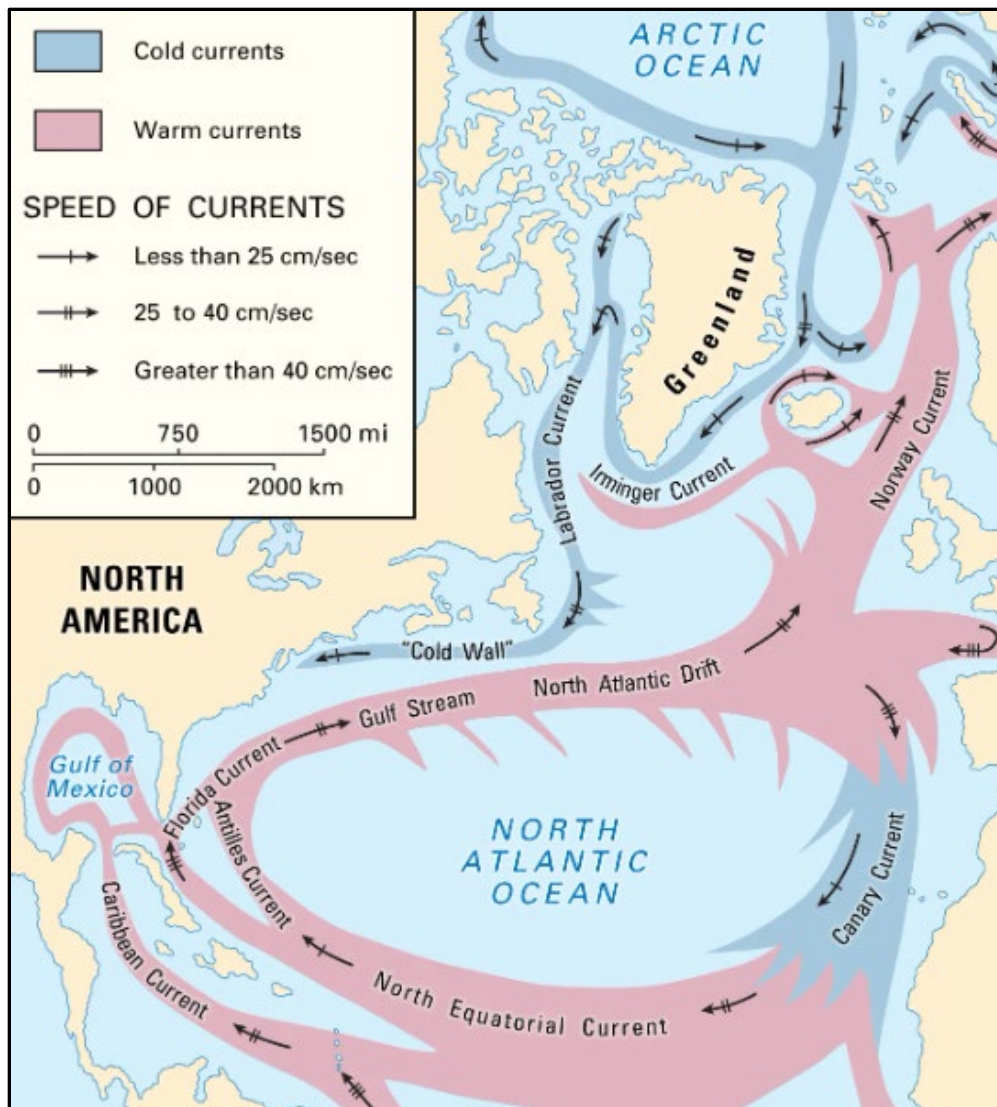 Cold currents
Warm currents
SPEED OF CURRENTS
Less than 25 cm/sec
25 to 40 cm/sec
Greater than 40 cm/sec
0 750 1500 mi
0 1000 2000 km
ARCTIC
OCEAN
Greenland
Labrador Current
Irminger Current
Norway Current
NORTH
AMERICA
"Cold Wall"
North Atlantic Drift
Gulf Stream
Gulf of
Mexico
Florida Current
Antilles Current
NORTH
ATLANTIC
OCEAN
Canary Current
Caribbean Current
North Equatorial Current